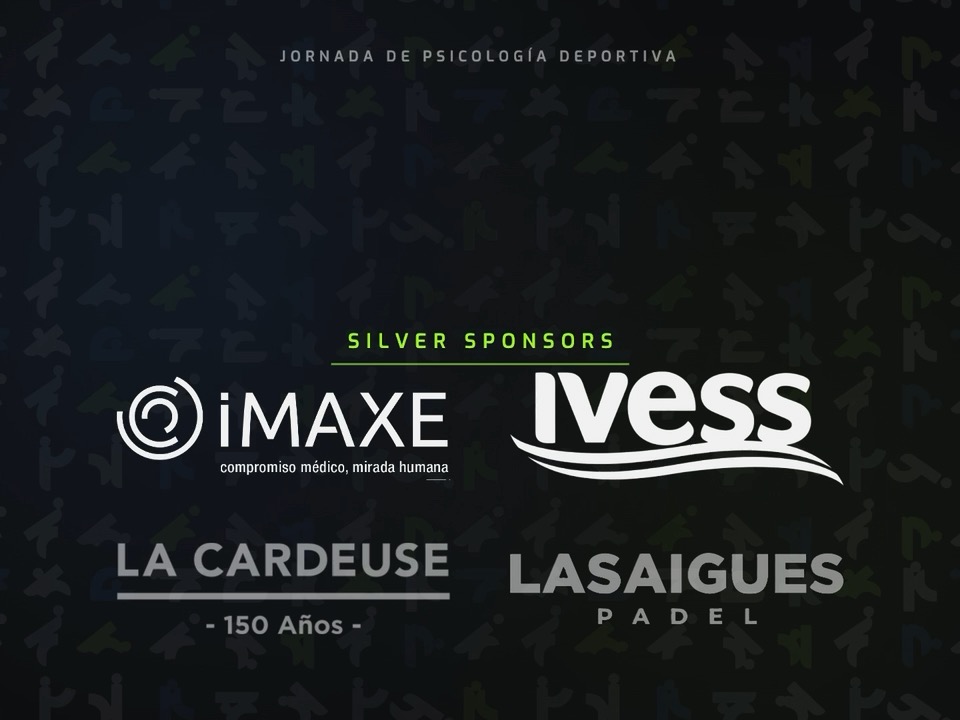 JORNADA DE PSICOLOGÍA DEPORTIVA
SILVER SPONSORS
iMAXE
compromiso médico, mirada humana
ivess
LA CARDEUSE
- 150 Años -
LASAIGUES
PADEL